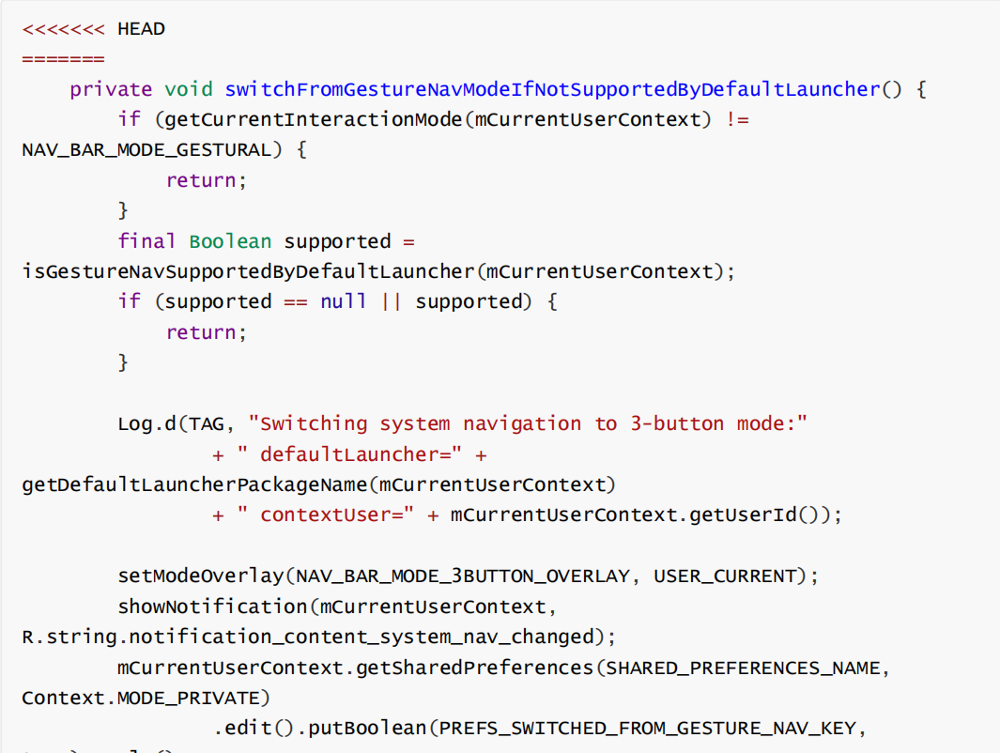 <<<<<<< HEAD
=======
    private void switchFromGestureNavModeIfNotSupportedByDefaultLauncher() {
        if (getCurrentInteractionMode(mCurrentUserContext) !=
NAV_BAR_MODE_GESTURAL) {
            return;
        }
        final Boolean supported =
isGestureNavSupportedByDefaultLauncher(mCurrentUserContext);
        if (supported == null || supported) {
            return;
        }

        Log.d(TAG, "Switching system navigation to 3-button mode:"
                + " defaultLauncher=" +
getDefaultLauncherPackageName(mCurrentUserContext)
                + " contextUser=" + mCurrentUserContext.getUserId());

        setModeOverlay(NAV_BAR_MODE_3BUTTON_OVERLAY, USER_CURRENT);
        showNotification(mCurrentUserContext,
R.string.notification_content_system_nav_changed);
        mCurrentUserContext.getSharedPreferences(SHARED_PREFERENCES_NAME,
Context.MODE_PRIVATE)
                .edit().putBoolean(PREFS_SWITCHED_FROM_GESTURE_NAV_KEY,